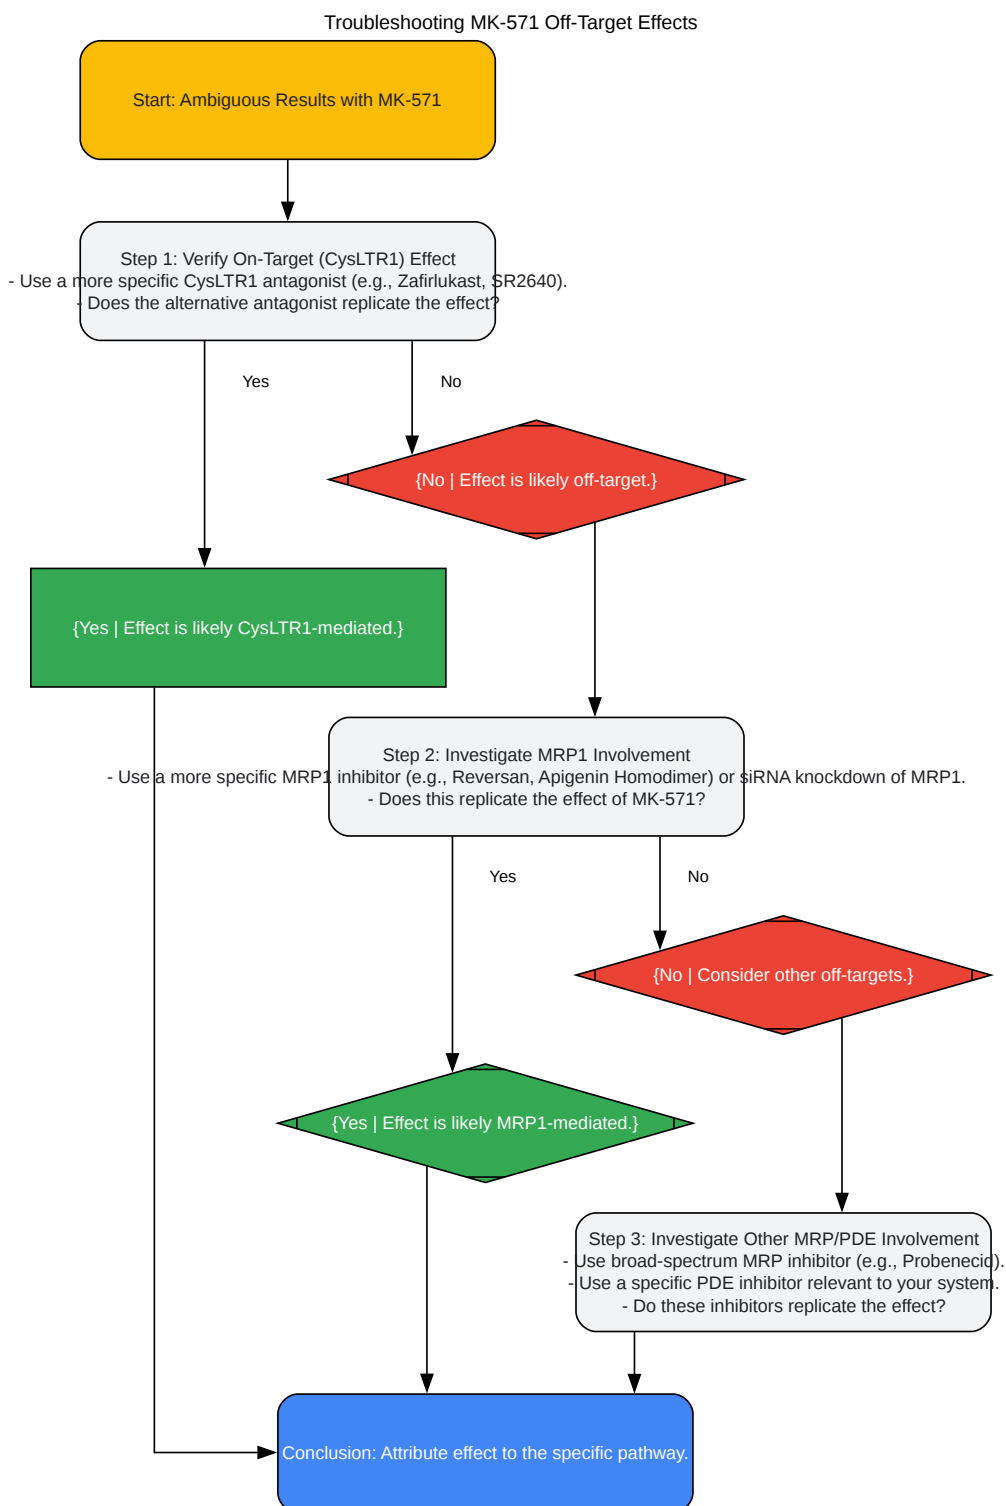 Troubleshooting MK-571 Off-Target Effects
Start: Ambiguous Results with MK-571
Step 1: Verify On-Target (CysLTR1) Effect
- Use a more specific CysLTR1 antagonist (e.g., Zafirlukast, SR2640).
- Does the alternative antagonist replicate the effect?
Yes
No
{No | Effect is likely off-target.}
{Yes | Effect is likely CysLTR1-mediated.}
Step 2: Investigate MRP1 Involvement
- Use a more specific MRP1 inhibitor (e.g., Reversan, Apigenin Homodimer) or siRNA knockdown of MRP1.
- Does this replicate the effect of MK-571?
Yes
No
{No | Consider other off-targets.}
{Yes | Effect is likely MRP1-mediated.}
Step 3: Investigate Other MRP/PDE Involvement
- Use broad-spectrum MRP inhibitor (e.g., Probenecid).
- Use a specific PDE inhibitor relevant to your system.
- Do these inhibitors replicate the effect?
Conclusion: Attribute effect to the specific pathway.